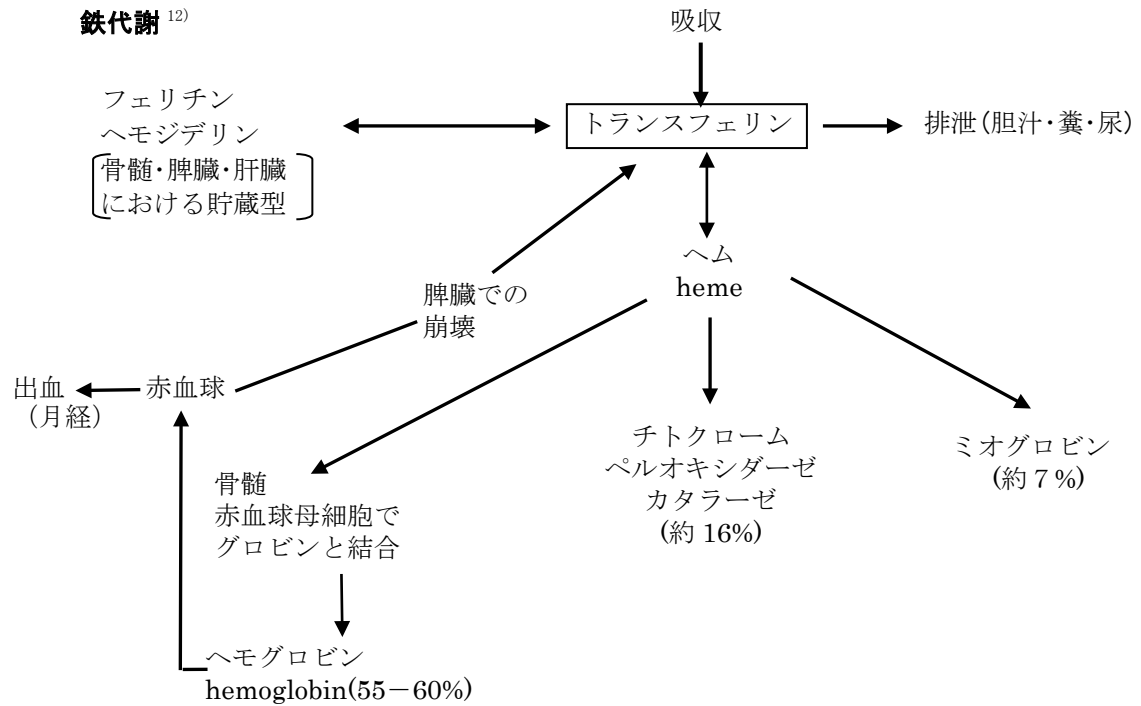 鉄代謝 12)
吸収
フェリチン
ヘモジデリン
骨髄・脾臓・肝臓
における貯蔵型
トランスフェリン
排泄(胆汁・糞・尿)
ヘム
heme
脾臓での
崩壊
出血
(月経)
赤血球
チトクローム
ペルオキシダーゼ
カタラーゼ
(約 16%)
ミオグロビン
(約 7 %)
骨髄
赤血球母細胞で
グロビンと結合
ヘモグロビン
hemoglobin(55-60%)